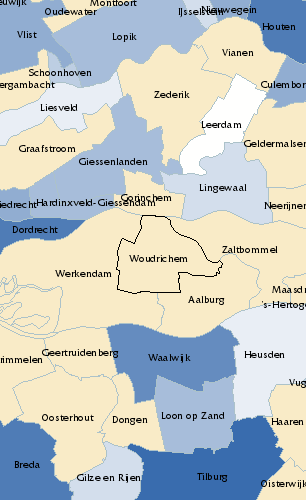 Montfoort
Nieuwegein
Oudewater
IJsselstein
Houten
Vlist
Lopik
Vianen
Schoonhoven
ergambacht
Culembor
Zederik
Liesveld
Leerdam
Graafstroom
Geldermalsen
Giessenlanden
Lingewaal
Gorinchem
iedrecht
Hardinxveld-Giessendam
Neerijnen
Dordrecht
Zaltbommel
Woudrichem
Werkendam
Maasdri
Aalburg
's-Hertoge
Geertruidenberg
Waalwijk
Heusden
rimmelen
Vug
Oosterhout
Dongen
Loon op Zand
Haaren
Breda
Gilze en Rijen
Tilburg
Oisterwijk